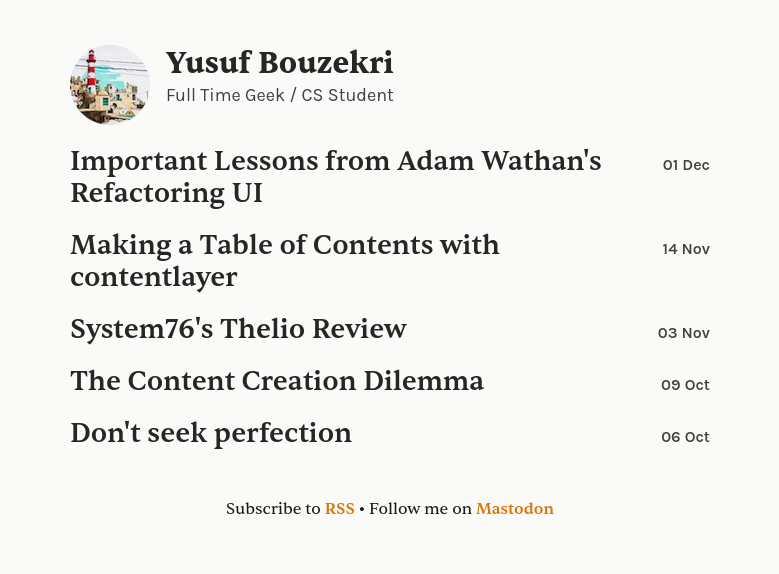 Yusuf Bouzekri
Full Time Geek / CS Student
Important Lessons from Adam Wathan's
Refactoring UI
01 Dec
Making a Table of Contents with
contentlayer
14 Nov
System76's Thelio Review
03 Nov
The Content Creation Dilemma
09 Oct
Don't seek perfection
06 Oct
Subscribe to RSS • Follow me on Mastodon